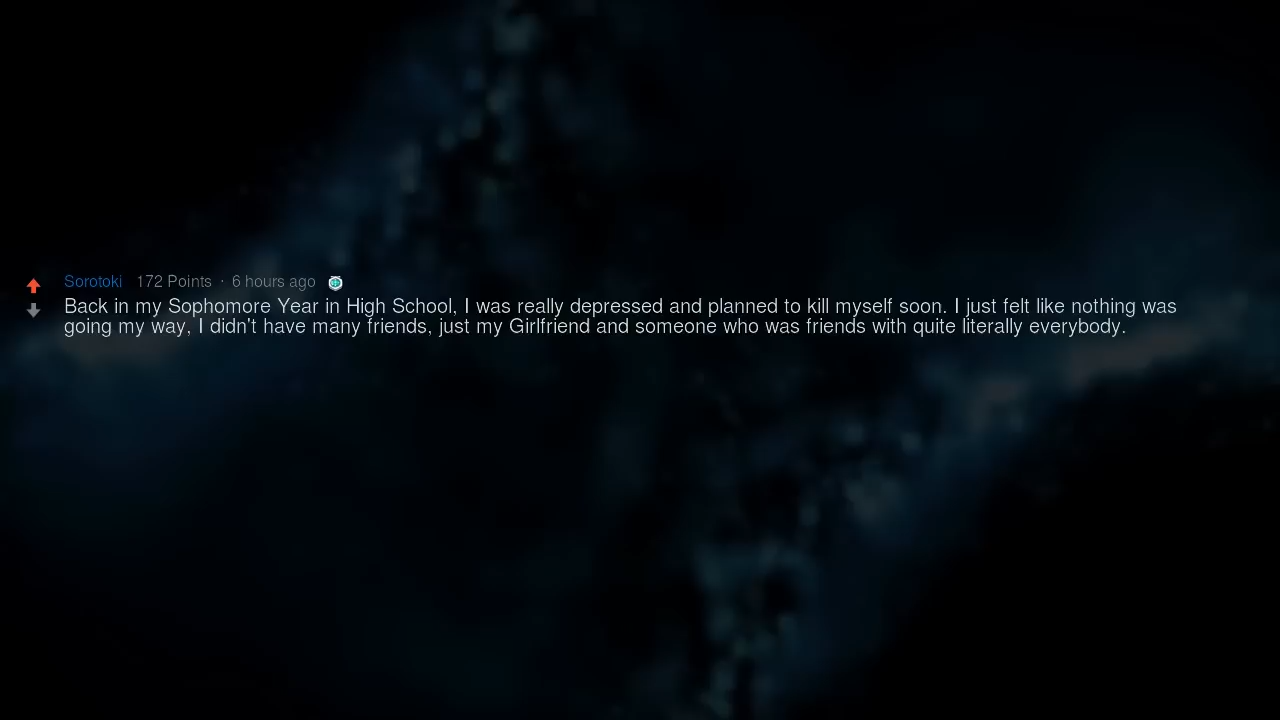 Sorotoki 172 Points · 6 hours ago
Back in my Sophomore Year in High School, I was really depressed and planned to kill myself soon. I just felt like nothing was
going my way, I didn't have many friends, just my Girlfriend and someone who was friends with quite literally everybody.